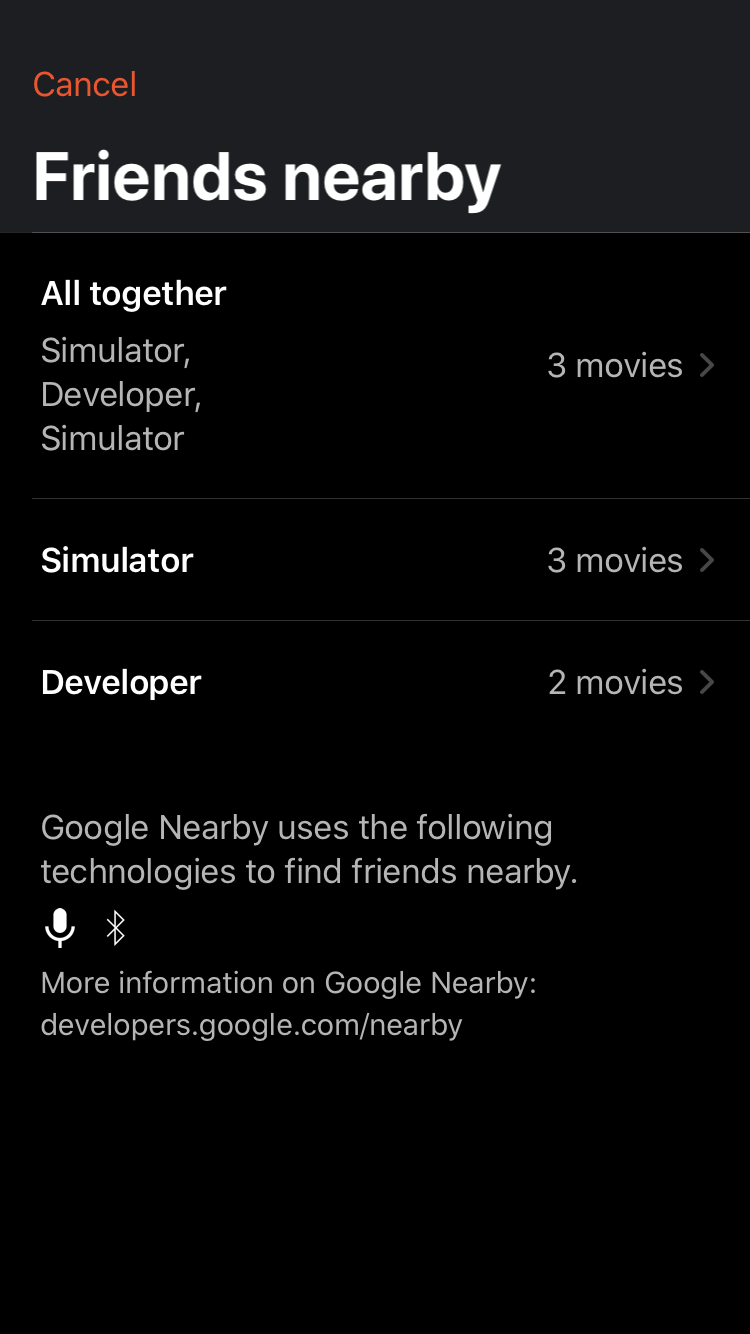 Cancel
Friends nearby
All together
Simulator,
Developer,
Simulator
3 movies
Simulator
3 movies
Developer
2 movies
Google Nearby uses the following
technologies to find friends nearby.
More information on Google Nearby:
developers.google.com/nearby